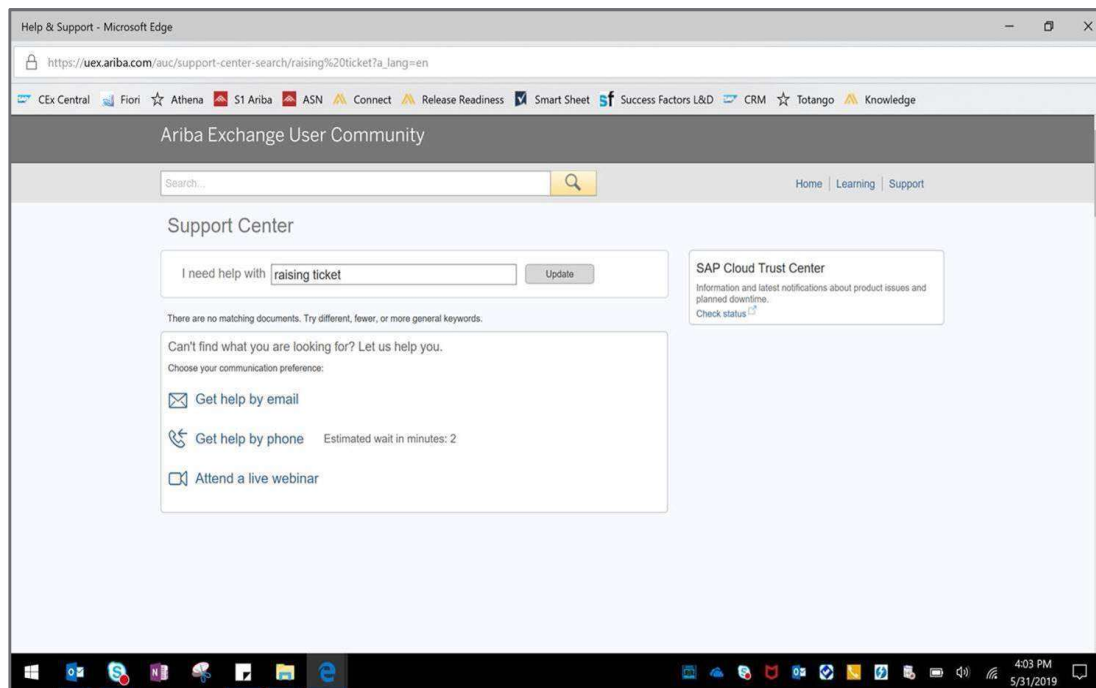 Help & Support - Microsoft Edge
https://uex.ariba.com/auc/support-center-search/raising%20ticket?a_lang=en
CEx Central Fiori Athena S1 Ariba ASN Connect Release Readiness Smart Sheet Sf Success Factors L&D CRM Totango Knowledge
Ariba Exchange User Community
Search...
Home | Learning | Support
Support Center
I need help with raising ticket Update
There are no matching documents. Try different, fewer, or more general keywords.
Can't find what you are looking for? Let us help you.
Choose your communication preference:
Get help by email
Get help by phone Estimated wait in minutes: 2
Attend a live webinar
SAP Cloud Trust Center
Information and latest notifications about product issues and
planned downtime.
Check status
4:03 PM
5/31/2019